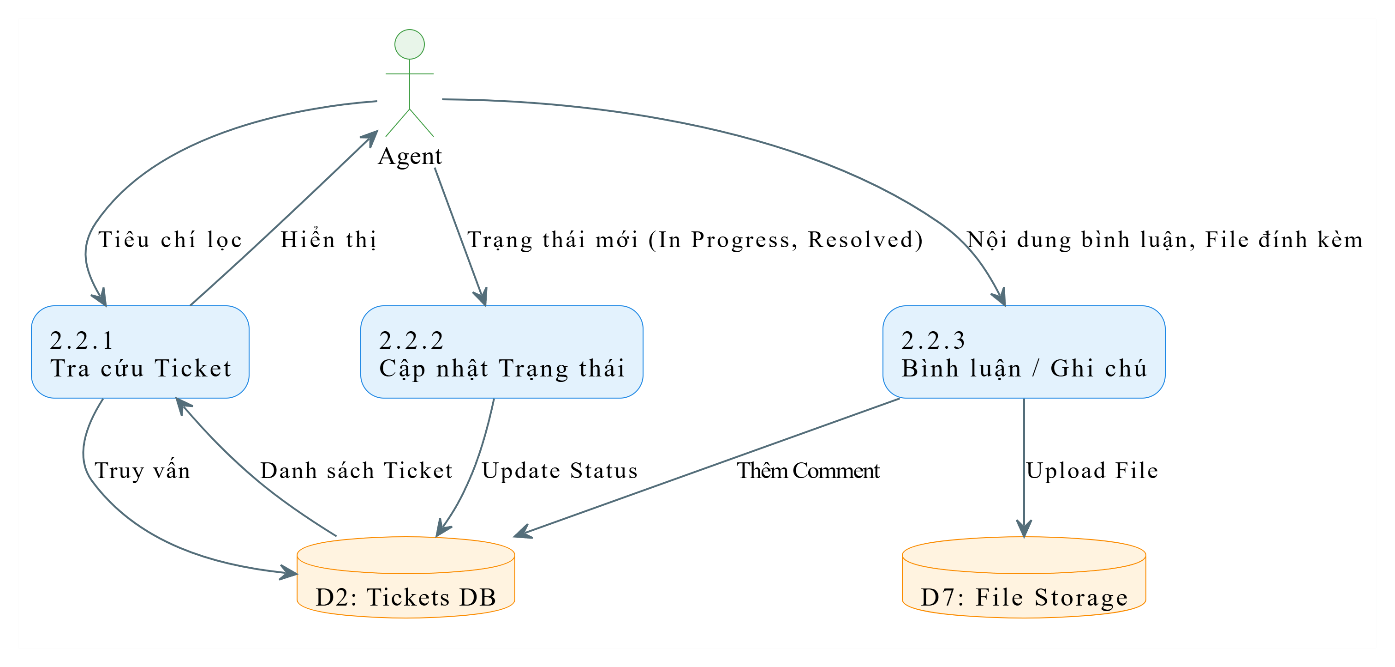 Agent
Tiêu chí lọc
Hiển thị
Trạng thái mới (In Progress, Resolved)
Nội dung bình luận, File đính kèm
2.2.1
Tra cứu Ticket
2.2.2
Cập nhật Trạng thái
2.2.3
Bình luận / Ghi chú
Truy vấn
Danh sách Ticket
Update Status
Thêm Comment
Upload File
D2: Tickets DB
D7: File Storage